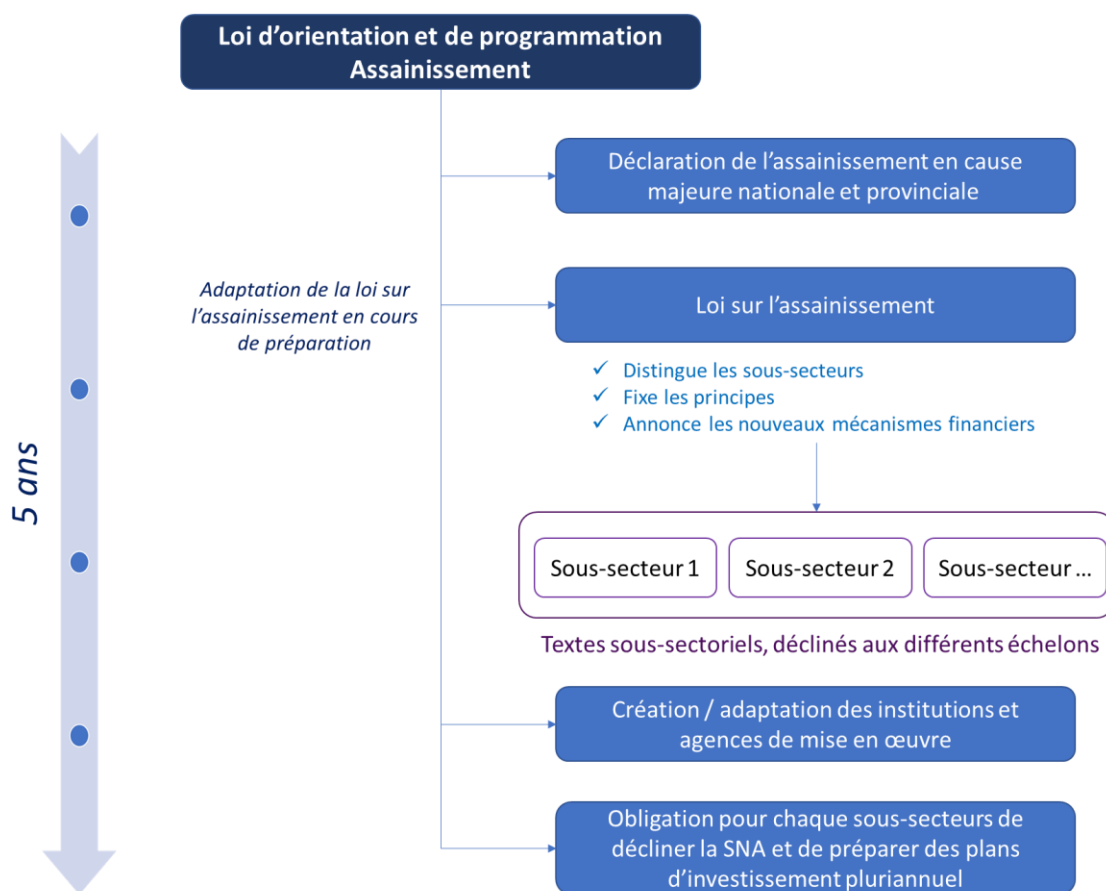 Loi d'orientation et de programmation
Assainissement
Déclaration de l'assainissement en cause
majeure nationale et provinciale
Adaptation de la loi sur
l'assainissement en cours
de préparation
Loi sur l'assainissement
✓ Distingue les sous-secteurs
✓ Fixe les principes
✓ Annonce les nouveaux mécanismes financiers
5 ans
Sous-secteur 1
Sous-secteur 2
Sous-secteur ...
Textes sous-sectoriels, déclinés aux différents échelons
Création / adaptation des institutions et
agences de mise en œuvre
Obligation pour chaque sous-secteurs de
décliner la SNA et de préparer des plans
d'investissement pluriannuel